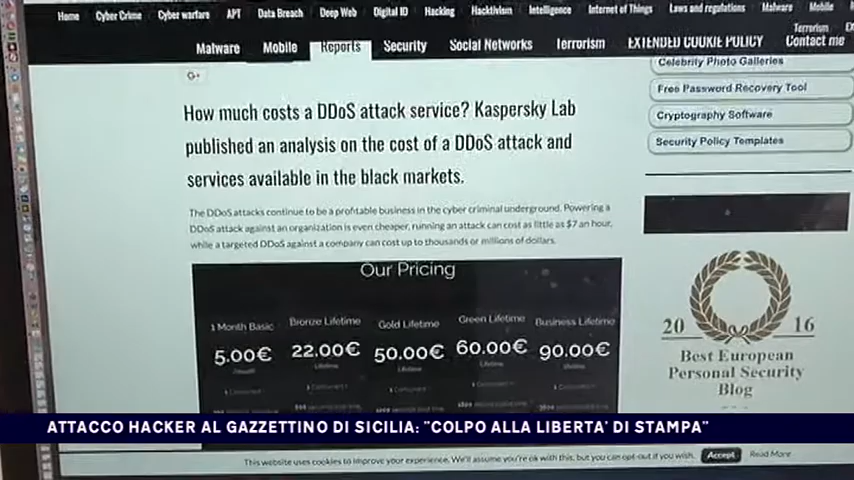 Home Cyber Crime Cyber warfare APT Data Breach Deep Web Digital ID Hacking Hacktivism Intelligence Internet of Things Laws and regulations Malware Mobile
Terrorism
Malware Mobile Reports Security Social Networks Terrorism EXTENDED COOKIE POLICY Contact me
G+
Celebrity Photo Galleries
Free Password Recovery Tool
Cryptography Software
Security Policy Templates
How much costs a DDoS attack service? Kaspersky Lab
published an analysis on the cost of a DDoS attack and
services available in the black markets.
The DDoS attacks continue to be a profitable business in the cyber criminal underground. Powering a
DDoS attack against an organization is even cheaper, running an attack can cost as little as $7 an hour,
while a targeted DDoS against a company can cost up to thousands or millions of dollars.
Our Pricing
1 Month Basic Bronze Lifetime Gold Lifetime Green Lifetime Business Lifetime
5.00€ 22.00€ 50.00€ 60.00€ 90.00€
20 16
Best European
Personal Security
Blog
ATTACCO HACKER AL GAZZETTINO DI SICILIA: "COLPO ALLA LIBERTA' DI STAMPA"
This website uses cookies to improve your experience. We'll assume you're ok with this, but you can opt-out if you wish. Accept Read More